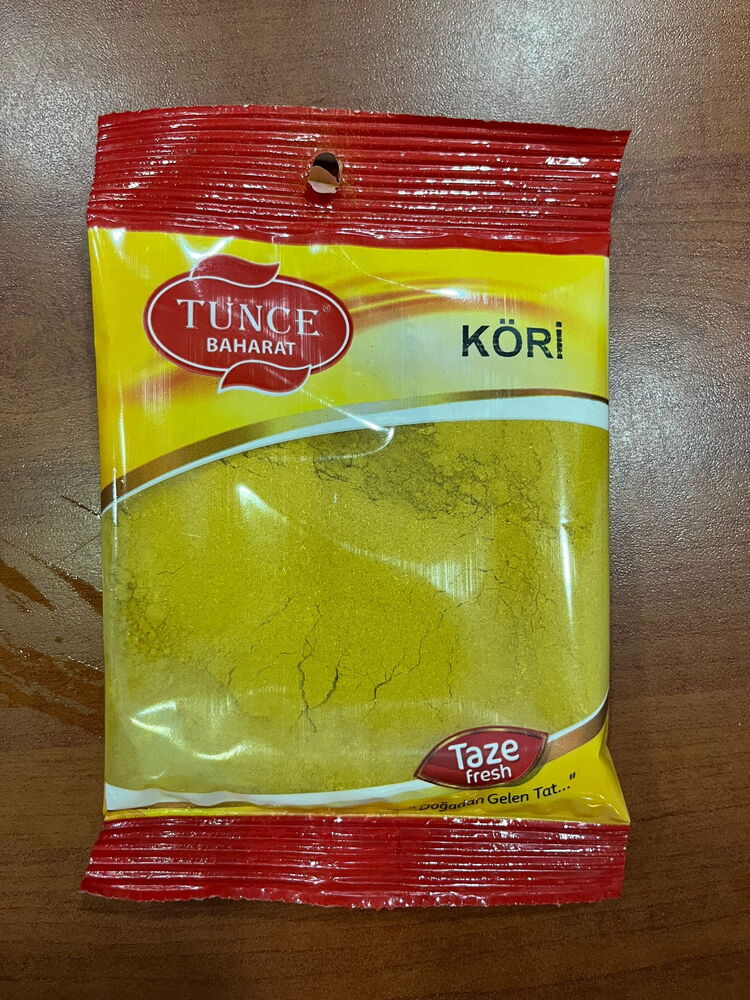 TUNCE®
BAHARAT
KÖRİ
Taze
fresh
"Doğadan Gelen Tat..."